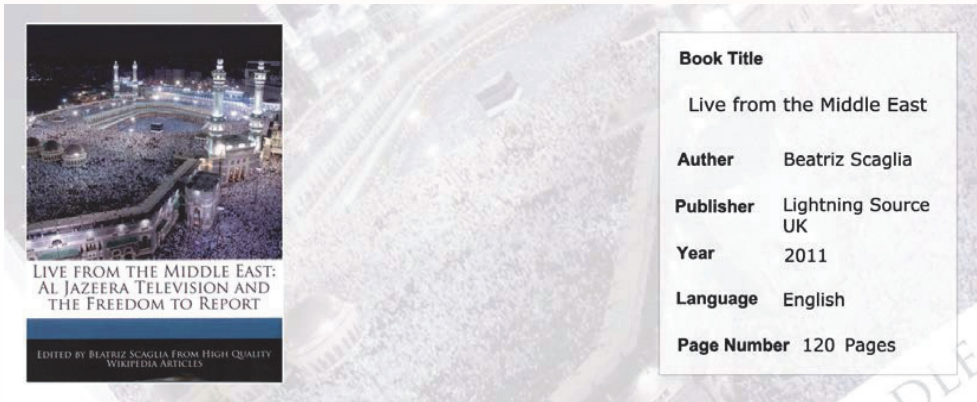 LIVE FROM THE MIDDLE EAST:
AL JAZEERA TELEVISION AND
THE FREEDOM TO REPORT
EDITED BY BEATRIZ SCAGLIA FROM HIGH QUALITY
WIKIPEDIA ARTICLES
Book Title
Live from the Middle East
Auther Beatriz Scaglia
Publisher Lightning Source
UK
Year 2011
Language English
Page Number 120 Pages